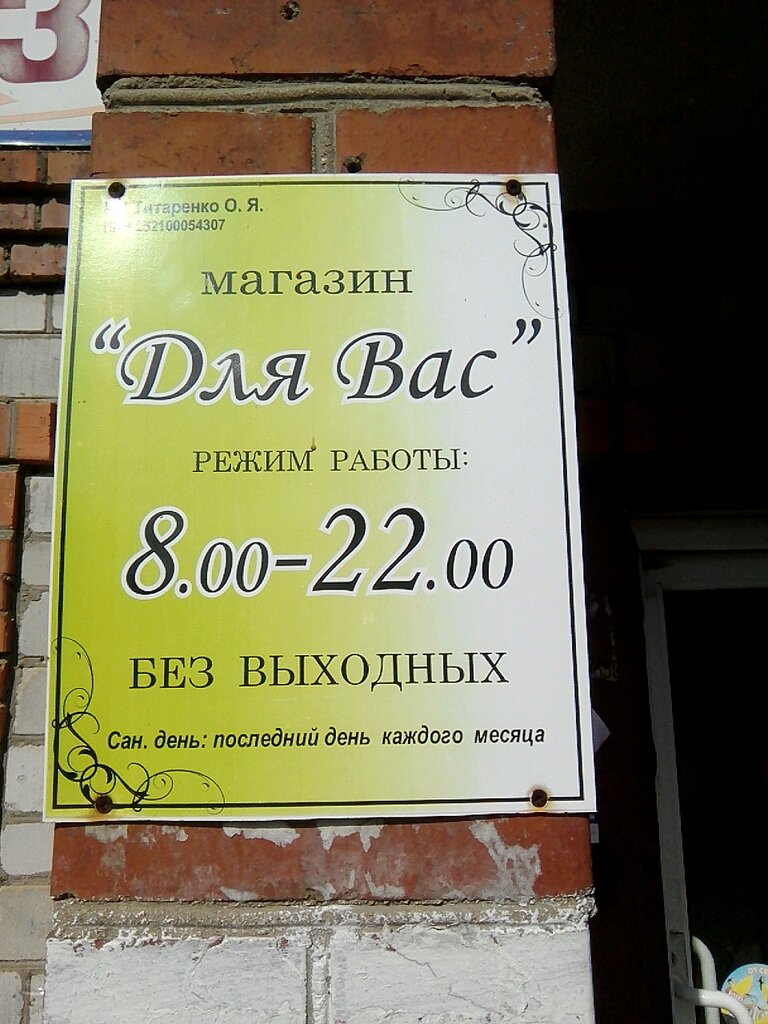 З
Титаренко О. Я.
магазин
“Для Вас”
РЕЖИМ РАБОТЫ:
8.00-22.00
БЕЗ ВЫХОДНЫХ
Сан. день: последний день каждого месяца